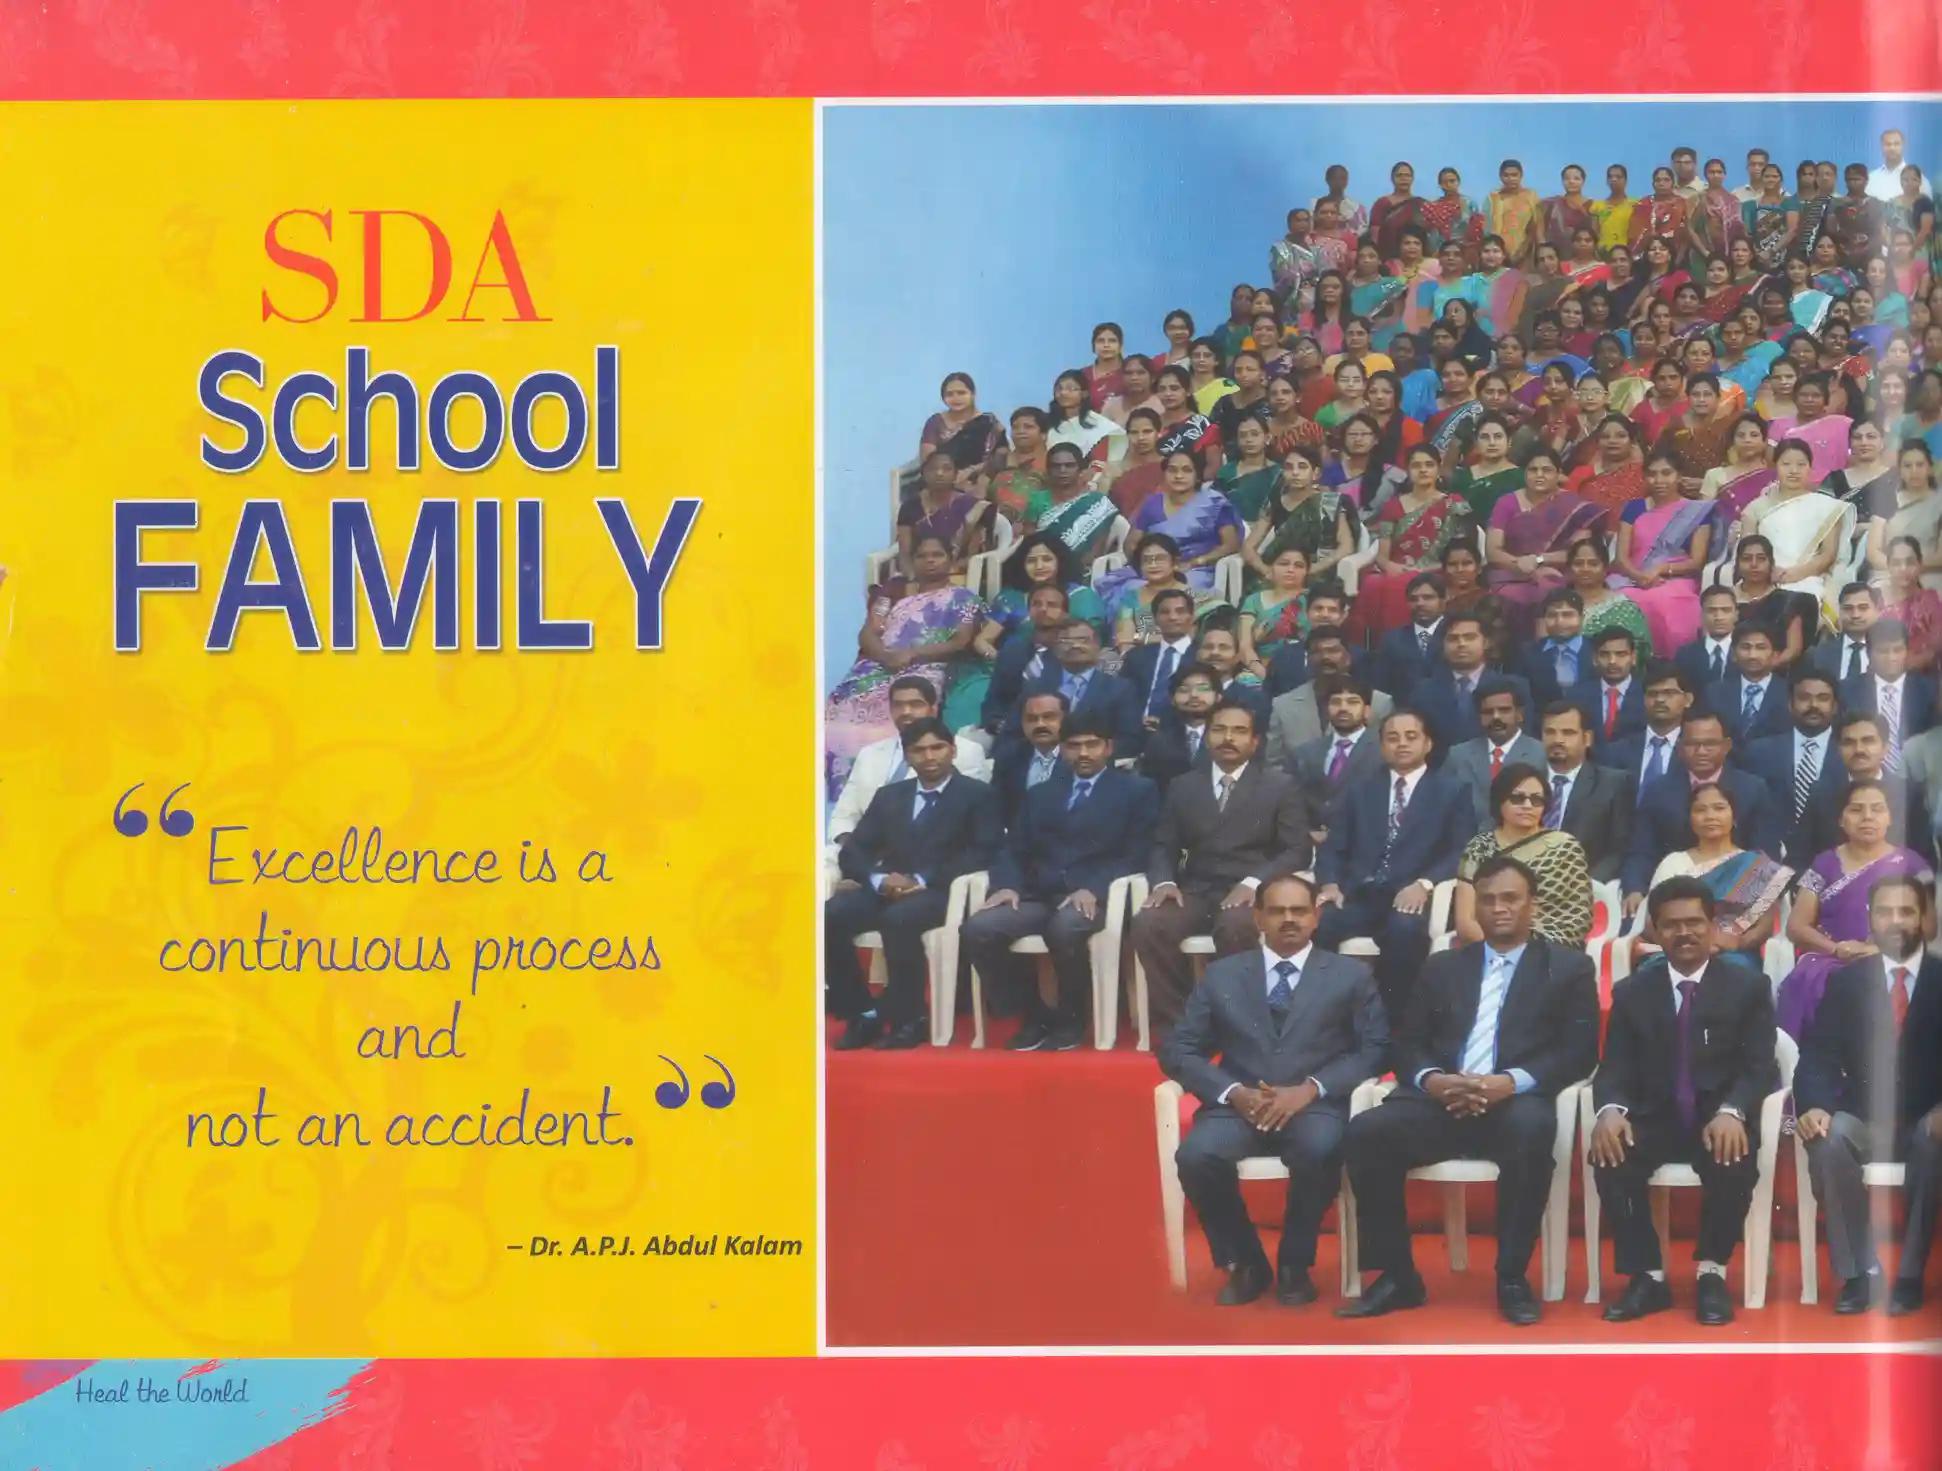 SDA
School
FAMILY
“Excellence is a
continuous process
and
not an accident.”
– Dr. A.P.J. Abdul Kalam
Heal the World